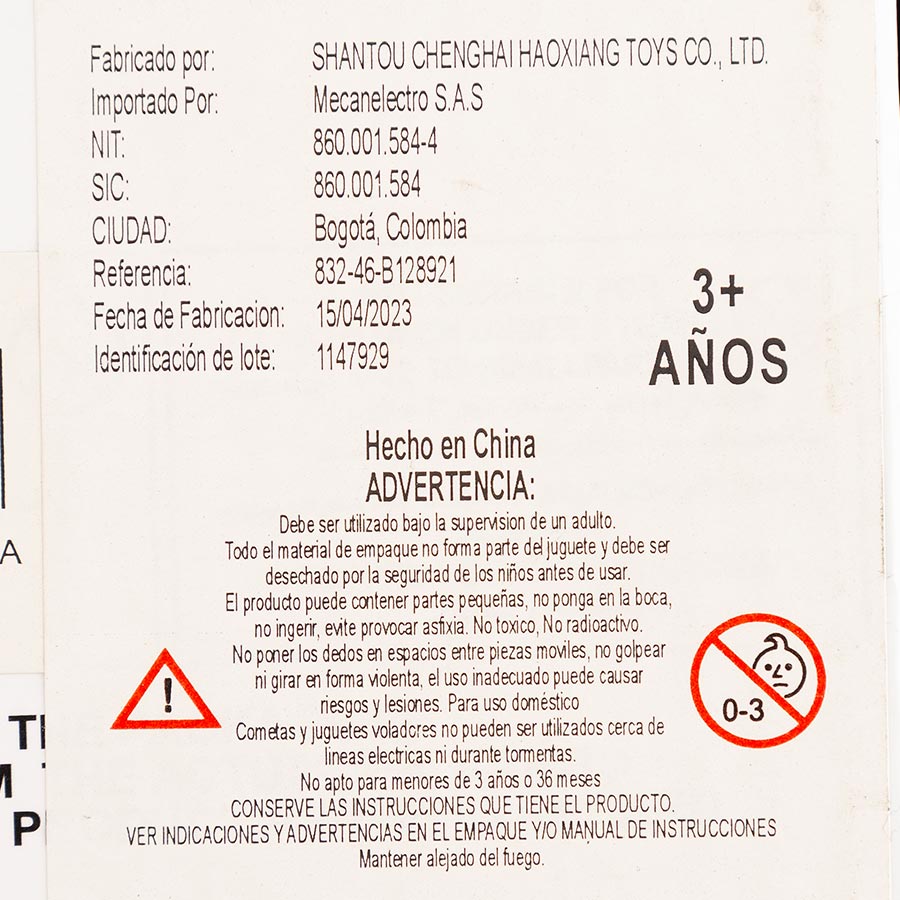 Fabricado por: SHANTOU CHENGHAI HAOXIANG TOYS CO., LTD.
Importado Por: Mecanelectro S.A.S
NIT: 860.001.584-4
SIC: 860.001.584
CIUDAD: Bogotá, Colombia
Referencia: 832-46-B128921
Fecha de Fabricacion: 15/04/2023
Identificación de lote: 1147929
3+
AÑOS
Hecho en China
ADVERTENCIA:
Debe ser utilizado bajo la supervision de un adulto.
Todo el material de empaque no forma parte del juguete y debe ser
desechado por la seguridad de los niños antes de usar.
El producto puede contener partes pequeñas, no ponga en la boca,
no ingerir, evite provocar asfixia. No toxico, No radioactivo.
No poner los dedos en espacios entre piezas moviles, no golpear
ni girar en forma violenta, el uso inadecuado puede causar
riesgos y lesiones. Para uso doméstico
Cometas y juguetes voladores no pueden ser utilizados cerca de
lineas electricas ni durante tormentas.
No apto para menores de 3 años o 36 meses
CONSERVE LAS INSTRUCCIONES QUE TIENE EL PRODUCTO.
VER INDICACIONES Y ADVERTENCIAS EN EL EMPAQUE Y/O MANUAL DE INSTRUCCIONES
Mantener alejado del fuego.
!
0-3
A